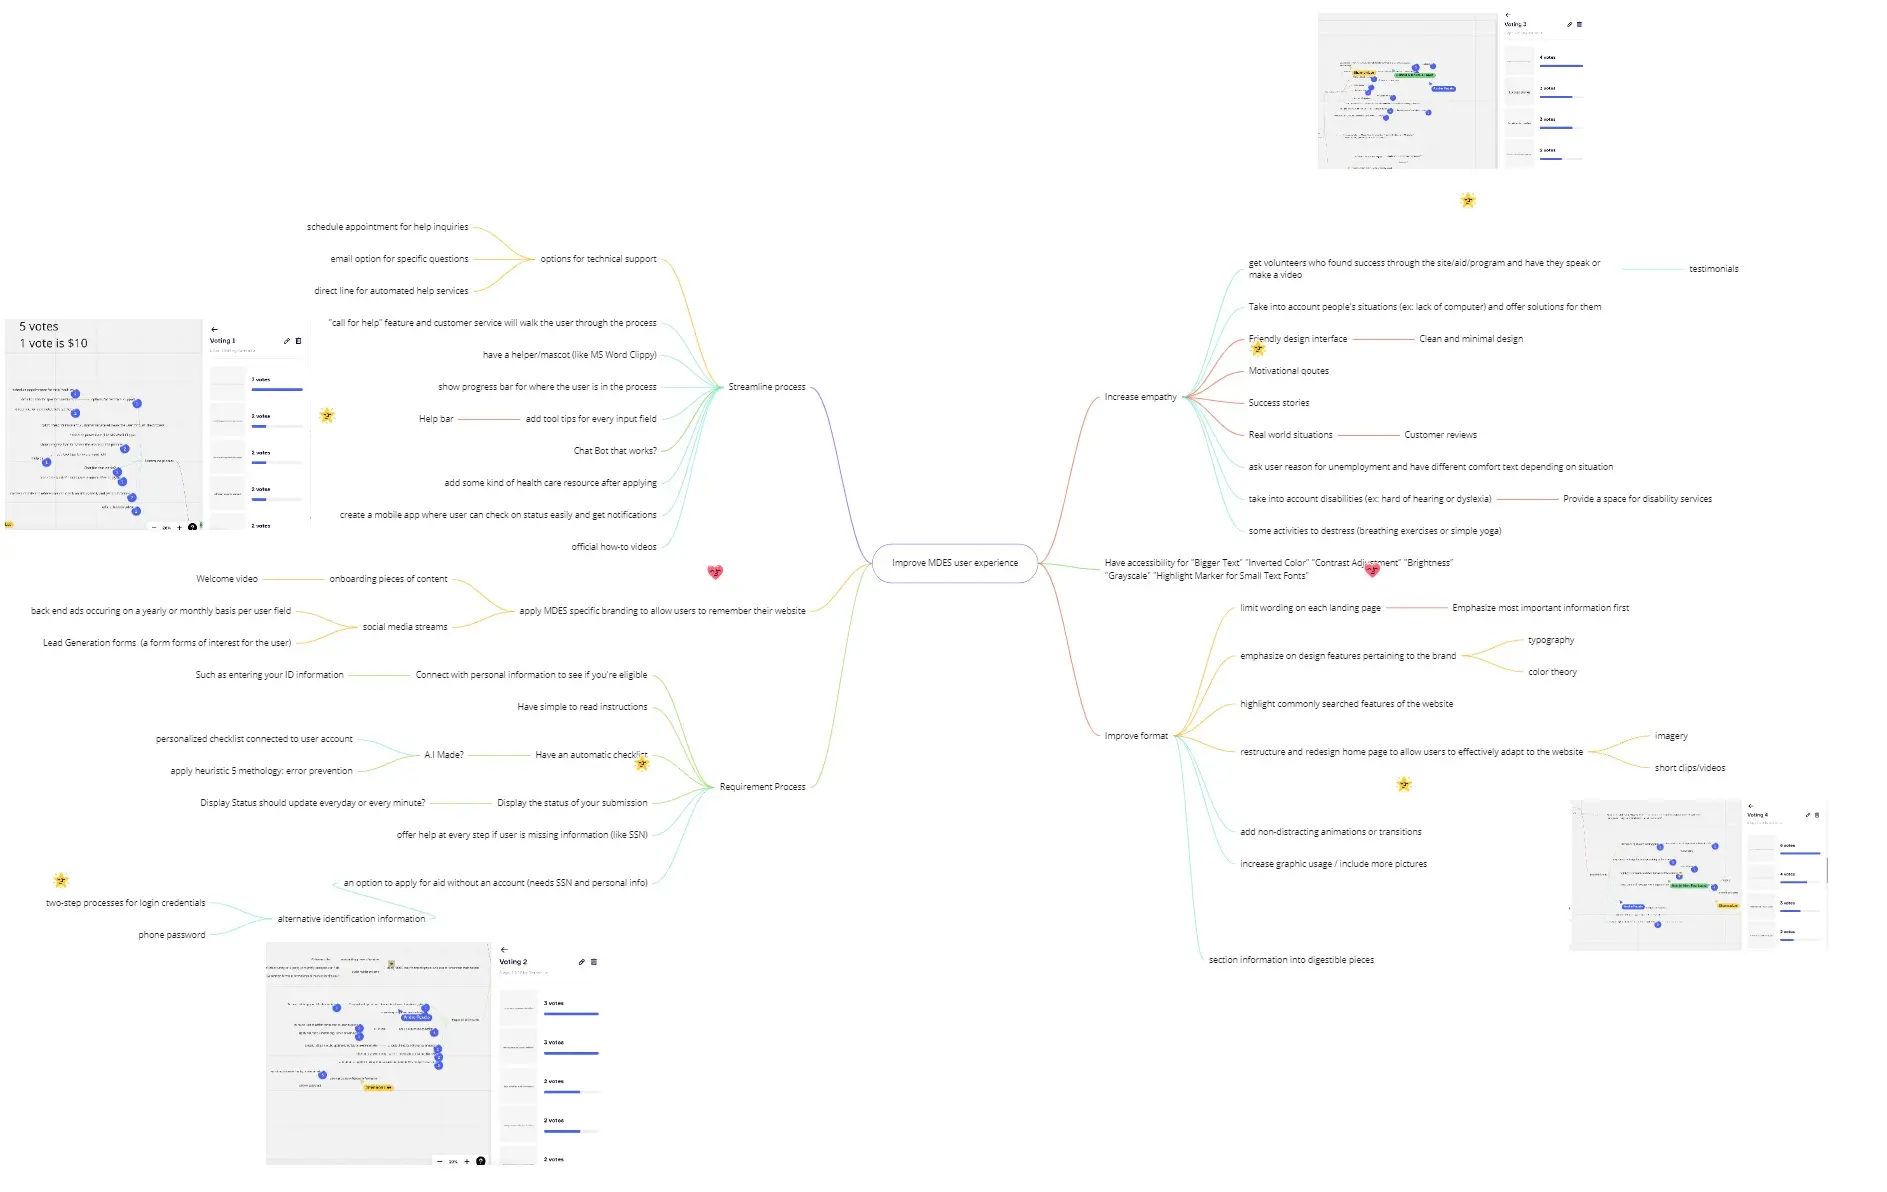 Voting 3
4 votes
3 votes
3 votes
2 votes
schedule appointment for help inquiries
email option for specific questions
options for technical support
direct line for automated help services
"call for help" feature and customer service will walk the user through the process
have a helper/mascot (like MS Word Clippy)
show progress bar for where the user is in the process
Streamline process
Help bar
add tool tips for every input field
Chat Bot that works?
add some kind of health care resource after applying
create a mobile app where user can check on status easily and get notifications
official how-to videos
5 votes
1 vote is $10
Voting 1
7 votes
2 votes
2 votes
2 votes
2 votes
Welcome video
onboarding pieces of content
back end ads occuring on a yearly or monthly basis per user field
apply MDES specific branding to allow users to remember their website
social media streams
Lead Generation forms (a form forms of interest for the user)
Such as entering your ID information
Connect with personal information to see if you're eligible
Have simple to read instructions
personalized checklist connected to user account
A.I Made?
Have an automatic checklist
apply heuristic 5 methology: error prevention
Requirement Process
Display Status should update everyday or every minute?
Display the status of your submission
offer help at every step if user is missing information (like SSN)
an option to apply for aid without an account (needs SSN and personal info)
two-step processes for login credentials
alternative identification information
phone password
Voting 2
3 votes
3 votes
2 votes
2 votes
2 votes
Improve MDES user experience
get volunteers who found success through the site/aid/program and have they speak or
make a video
testimonials
Take into account people's situations (ex: lack of computer) and offer solutions for them
Friendly design interface
Clean and minimal design
Motivational qoutes
Increase empathy
Success stories
Real world situations
Customer reviews
ask user reason for unemployment and have different comfort text depending on situation
take into account disabilities (ex: hard of hearing or dyslexia)
Provide a space for disability services
some activities to destress (breathing exercises or simple yoga)
Have accessibility for "Bigger Text" "Inverted Color" "Contrast Adjustment" "Brightness"
"Grayscale" "Highlight Marker for Small Text Fonts"
limit wording on each landing page
Emphasize most important information first
typography
emphasize on design features pertaining to the brand
color theory
highlight commonly searched features of the website
Improve format
imagery
restructure and redesign home page to allow users to effectively adapt to the website
short clips/videos
add non-distracting animations or transitions
increase graphic usage / include more pictures
section information into digestible pieces
Voting 4
6 votes
4 votes
3 votes
2 votes